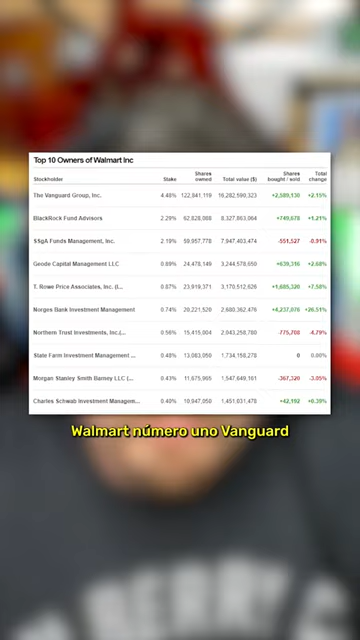 Top 10 Owners of Walmart Inc
Stockholder Stake Shares owned Total value ($) Shares bought / sold Total change
The Vanguard Group, Inc. 4.48% 122,841,119 16,282,590,323 +2,589,130 +2.15%
BlackRock Fund Advisors 2.29% 62,828,088 8,327,863,064 +749,678 +1.21%
SSgA Funds Management, Inc. 2.19% 59,957,778 7,947,403,474 -551,527 -0.91%
Geode Capital Management LLC 0.89% 24,478,149 3,244,578,650 +639,316 +2.68%
T. Rowe Price Associates, Inc. (I... 0.87% 23,919,371 3,170,512,626 +1,685,328 +7.58%
Norges Bank Investment Management 0.74% 20,221,520 2,680,362,476 +4,237,076 +26.51%
Northern Trust Investments, Inc.(... 0.56% 15,415,004 2,043,258,780 -775,708 -4.79%
State Farm Investment Management ... 0.48% 13,083,050 1,734,158,278 0 0.00%
Morgan Stanley Smith Barney LLC (... 0.43% 11,675,965 1,547,649,161 -367,320 -3.05%
Charles Schwab Investment Managem... 0.40% 10,947,050 1,451,031,478 +42,192 +0.39%
Walmart número uno Vanguard